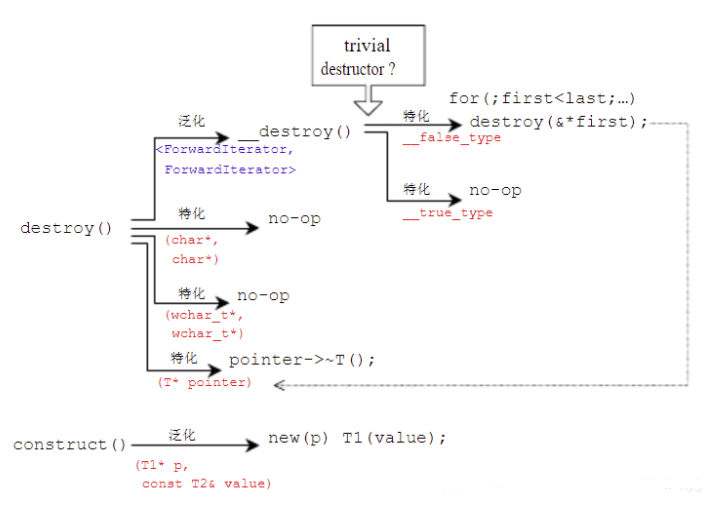 trivial
destructor ?
for(;first<last;…)
泛化
__destroy()
特化
destroy(&*first);
<ForwardIterator,
ForwardIterator>
__false_type
特化
no-op
__true_type
destroy()
特化
no-op
(char*,
char*)
特化
no-op
(wchar_t*,
wchar_t*)
特化
pointer->~T();
(T* pointer)
construct()
泛化
new(p) T1(value);
(T1* p,
const T2& value)